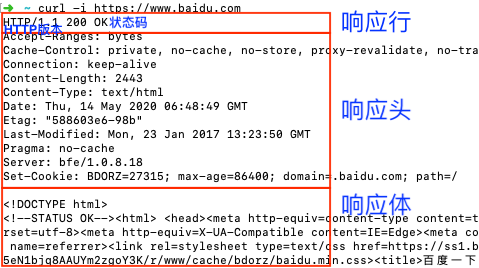 ➜ ~ curl -i https://www.baidu.com
HTTP/1.1 200 OK 状态码 响应行
HTTP版本
Accept-Ranges: bytes
Cache-Control: private, no-cache, no-store, proxy-revalidate, no-tra
Connection: keep-alive
Content-Length: 2443
Content-Type: text/html
Date: Thu, 14 May 2020 06:48:49 GMT
响应头
Etag: "588603e6-98b"
Last-Modified: Mon, 23 Jan 2017 13:23:50 GMT
Pragma: no-cache
Server: bfe/1.0.8.18
Set-Cookie: BDORZ=27315; max-age=86400; domain=.baidu.com; path=/
<!DOCTYPE html>
响应体
<!--STATUS OK--><html> <head><meta http-equiv=content-type content=t
rset=utf-8><meta http-equiv=X-UA-Compatible content=IE=Edge><meta co
name=referrer><link rel=stylesheet type=text/css href=https://ss1.b
5eN1bjq8AAUYm2zgoY3K/r/www/cache/bdorz/baidu.min.css><title>百度一下